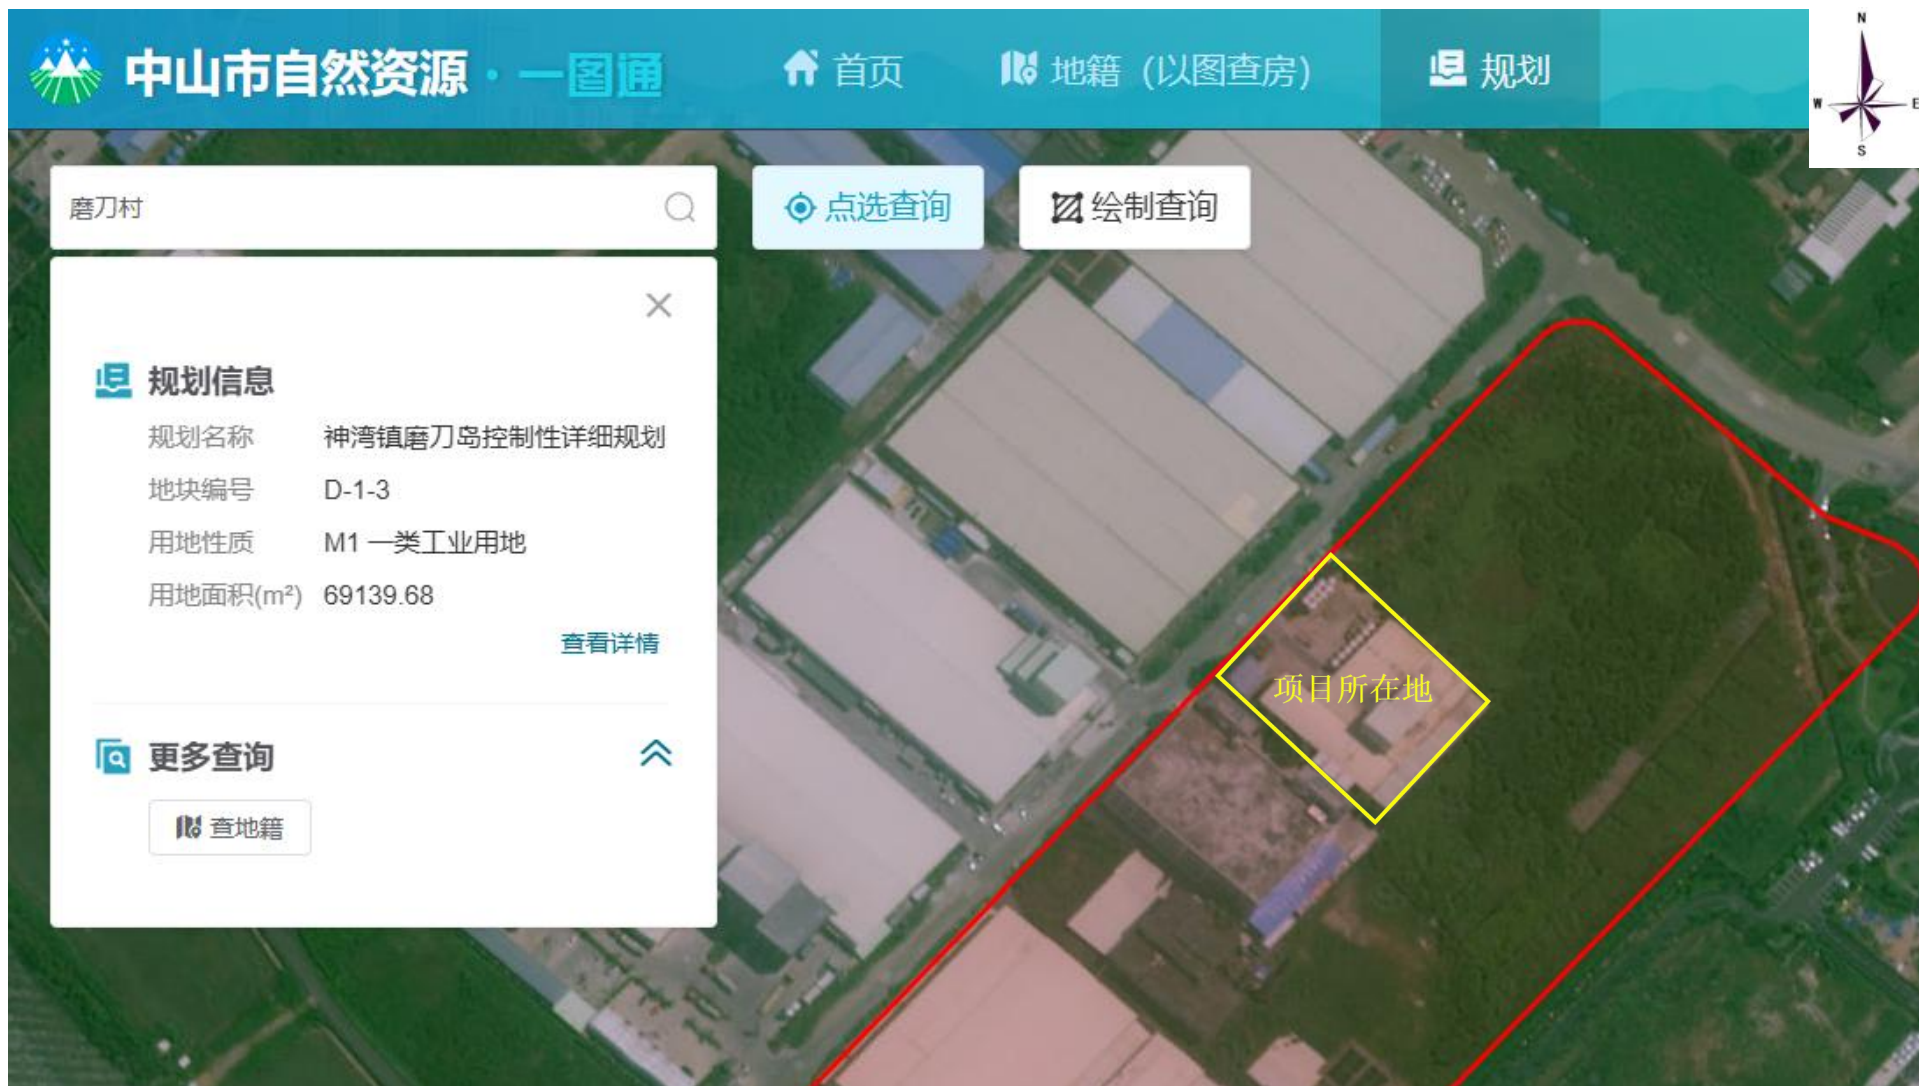 中山市自然资源·一图通
首页
地籍（以图查房）
规划
N
W
E
S
磨刀村
点选查询
绘制查询
规划信息
规划名称 神湾镇磨刀岛控制性详细规划
地块编号 D-1-3
用地性质 M1 一类工业用地
用地面积(m²) 69139.68
查看详情
更多查询
查地籍
项目所在地